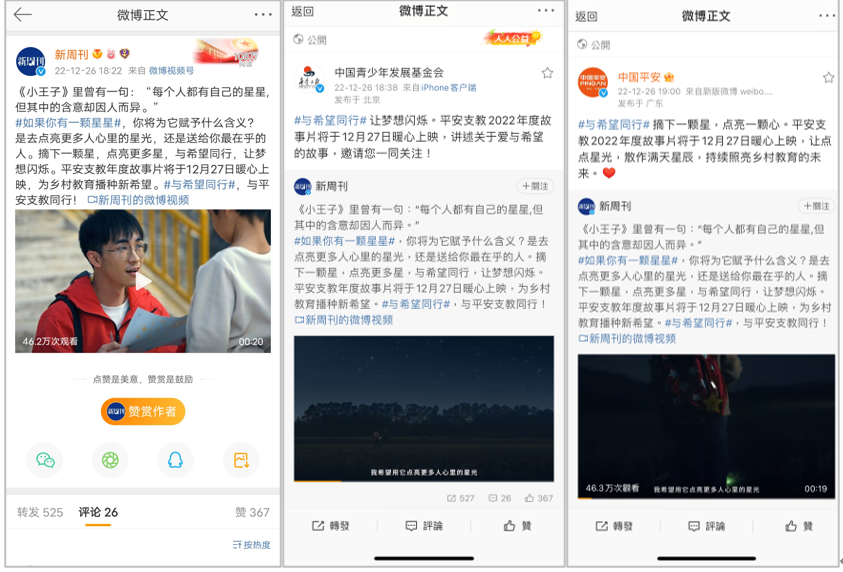 微博正文
新周刊
新周刊
22-12-26 18:22 来自 微博视频号
《小王子》里曾有一句：“每个人都有自己的星星,
但其中的含意却因人而异。”
#如果你有一颗星星#，你将为它赋予什么含义？
是去点亮更多人心里的星光，还是送给你最在乎的
人。摘下一颗星，点亮更多星，与希望同行，让梦
想闪烁。平安支教2022年度故事片将于12月27日暖心上
映，为乡村教育播种新希望。#与希望同行#，与平
安支教同行！ 新周刊的微博视频
46.2万次观看
00:20
点赞是美意，赞赏是鼓励
新周刊
赞赏作者
转发 525
评论 26
赞 367
按热度
返回
微博正文
公開
人人公益
中国青少年发展基金会
22-12-26 18:38 來自iPhone客户端
发布于 北京
#与希望同行# 让梦想闪烁。平安支教2022年度故
事片将于12月27日暖心上映，讲述关于爱与希望
的故事，邀请您一同关注！
新周刊
+關注
《小王子》里曾有一句：“每个人都有自己的星星,但
其中的含意却因人而异。”
#如果你有一颗星星#，你将为它赋予什么含义？是去
点亮更多人心里的星光，还是送给你最在乎的人。摘
下一颗星，点亮更多星，与希望同行，让梦想闪烁。
平安支教2022年度故事片将于12月27日暖心上映，为乡村
教育播种新希望。#与希望同行#，与平安支教同行！
新周刊的微博视频
我希望用它点亮更多人心里的星光
527
26
367
轉發
評論
赞
返回
微博正文
公開
中国平安
PING AN
中国平安
22-12-26 19:00 來自新版微博 weibo....
发布于 广东
#与希望同行# 摘下一颗星，点亮一颗心。平安支
教2022年度故事片将于12月27日暖心上映，让点
点星光，散作满天星辰，持续照亮乡村教育的未
来。
新周刊
+關注
《小王子》里曾有一句：“每个人都有自己的星星,但
其中的含意却因人而异。”
#如果你有一颗星星#，你将为它赋予什么含义？是去
点亮更多人心里的星光，还是送给你最在乎的人。摘
下一颗星，点亮更多星，与希望同行，让梦想闪烁。
平安支教2022年度故事片将于12月27日暖心上映，为乡村
教育播种新希望。#与希望同行#，与平安支教同行！
新周刊的微博视频
46.3 万次觀看
我希望用它点亮更多人心里的星光
00:19
轉發
評論
赞